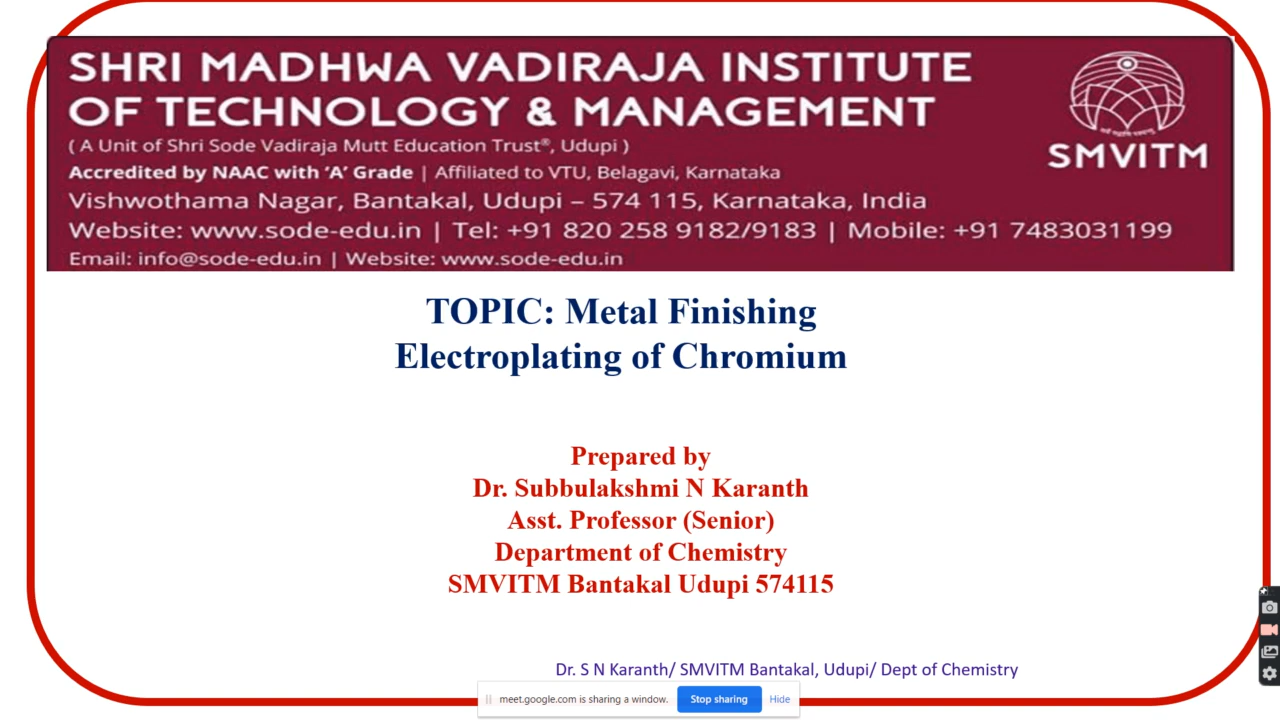 SHRI MADHWA VADIRAJA INSTITUTE
OF TECHNOLOGY & MANAGEMENT
( A Unit of Shri Sode Vadiraja Mutt Education Trust®, Udupi )
Accredited by NAAC with ‘A’ Grade | Affiliated to VTU, Belagavi, Karnataka
Vishwothama Nagar, Bantakal, Udupi – 574 115, Karnataka, India
Website: www.sode-edu.in | Tel: +91 820 258 9182/9183 | Mobile: +91 7483031199
Email: info@sode-edu.in | Website: www.sode-edu.in
SMVITM
TOPIC: Metal Finishing
Electroplating of Chromium
Prepared by
Dr. Subbulakshmi N Karanth
Asst. Professor (Senior)
Department of Chemistry
SMVITM Bantakal Udupi 574115
Dr. S N Karanth/ SMVITM Bantakal, Udupi/ Dept of Chemistry
meet.google.com is sharing a window. Stop sharing Hide